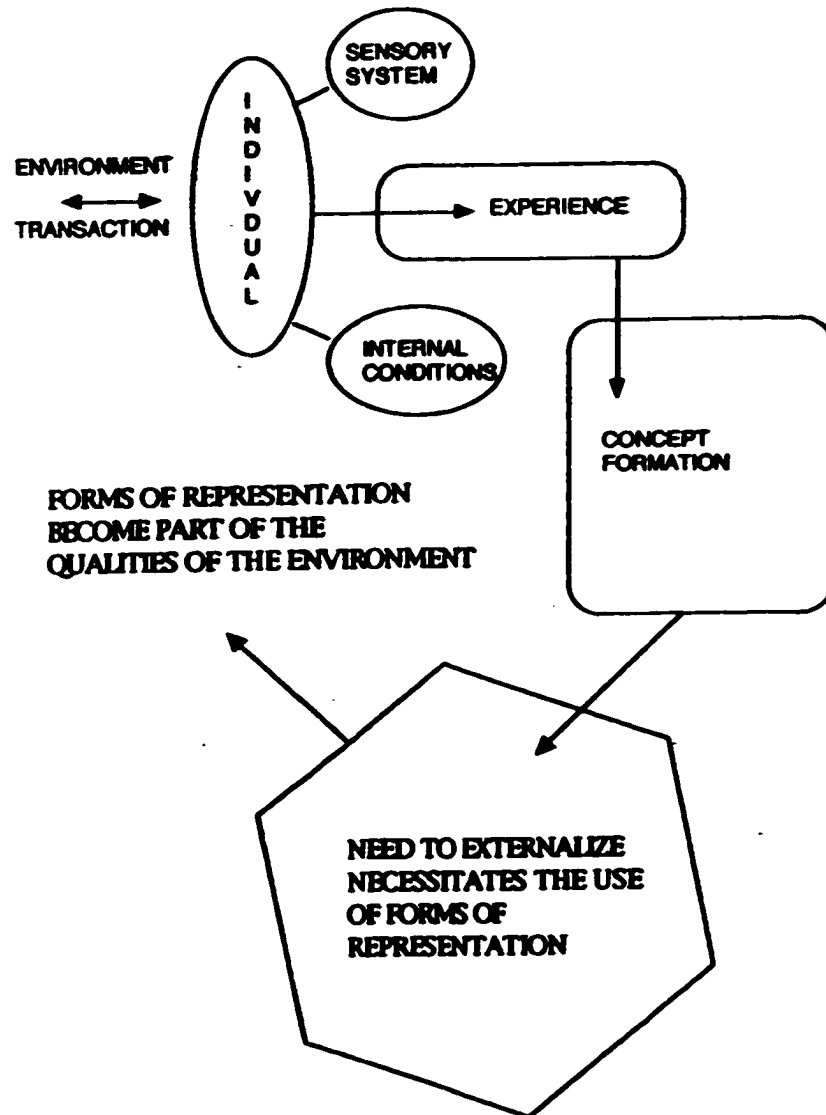 SENSORY
SYSTEM
INDIVDUAL
ENVIRONMENT
TRANSACTION
EXPERIENCE
INTERNAL
CONDITIONS
CONCEPT
FORMATION
FORMS OF REPRESENTATION
BECOME PART OF THE
QUALITIES OF THE ENVIRONMENT
NEED TO EXTERNALIZE
NECESSITATES THE USE
OF FORMS OF
REPRESENTATION